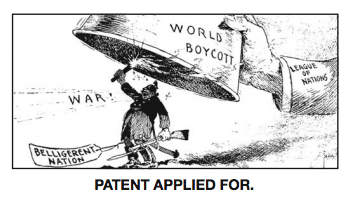 WORLD
BOYCOTT
LEAGUE
OF
NATIONS
WAR!
BELLIGERENT
NATION
PATENT APPLIED FOR.